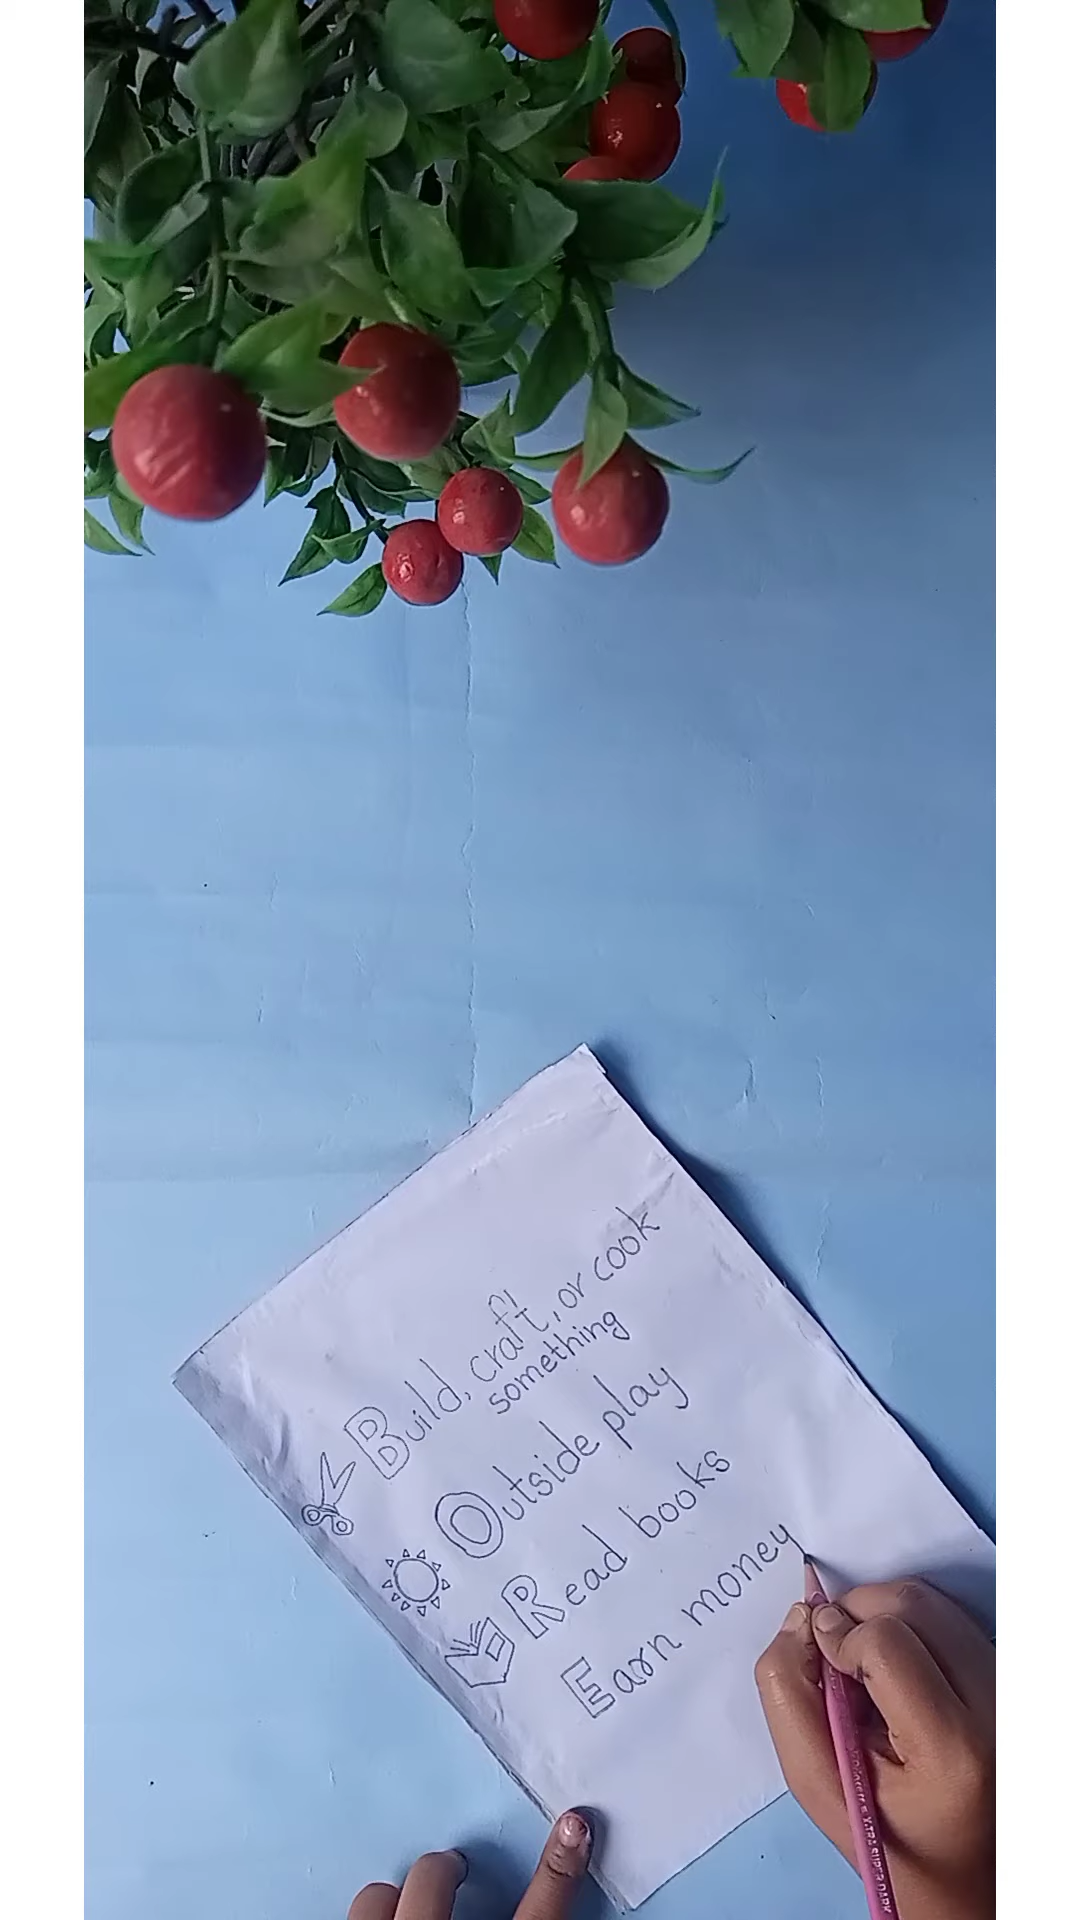 Build, craft, or cook
something
Outside play
Read books
Earn money